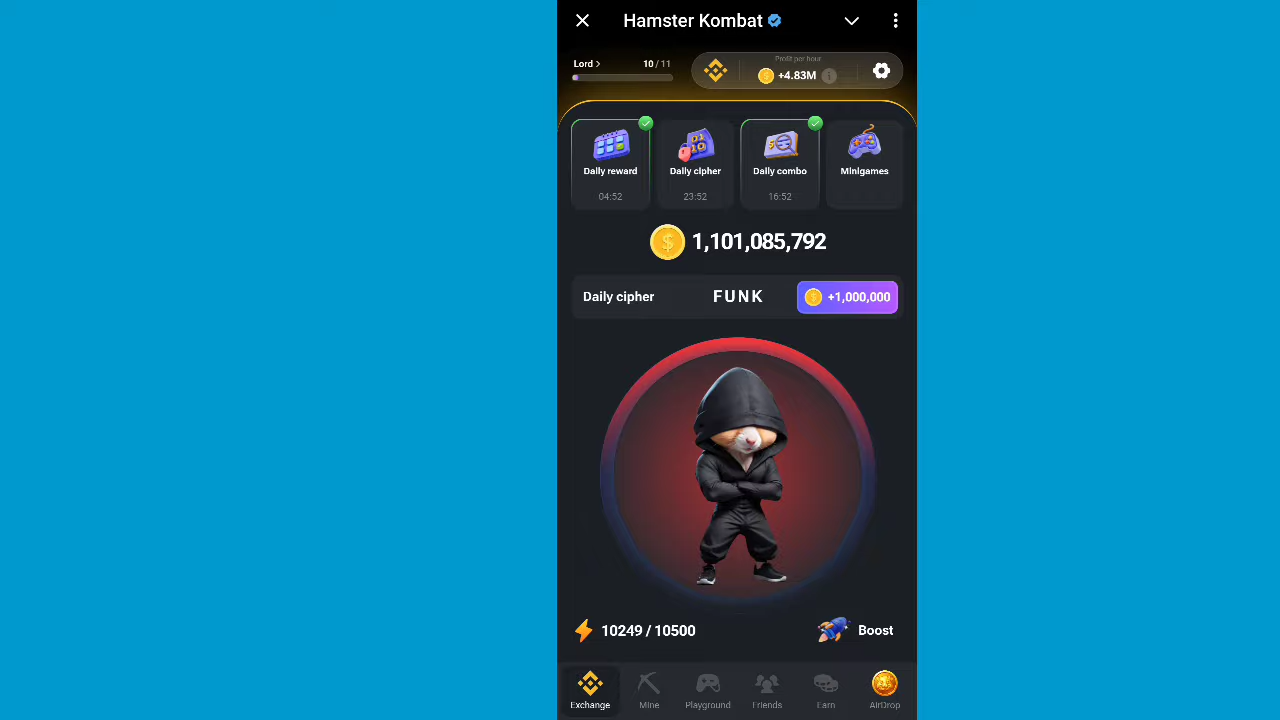 Hamster Kombat
Lord > 10 / 11
Profit per hour
+4.83M
Daily reward
04:52
Daily cipher
23:52
Daily combo
16:52
Minigames
1,101,085,792
Daily cipher FUNK +1,000,000
10249 / 10500 Boost
Exchange Mine Playground Friends Earn AirDrop